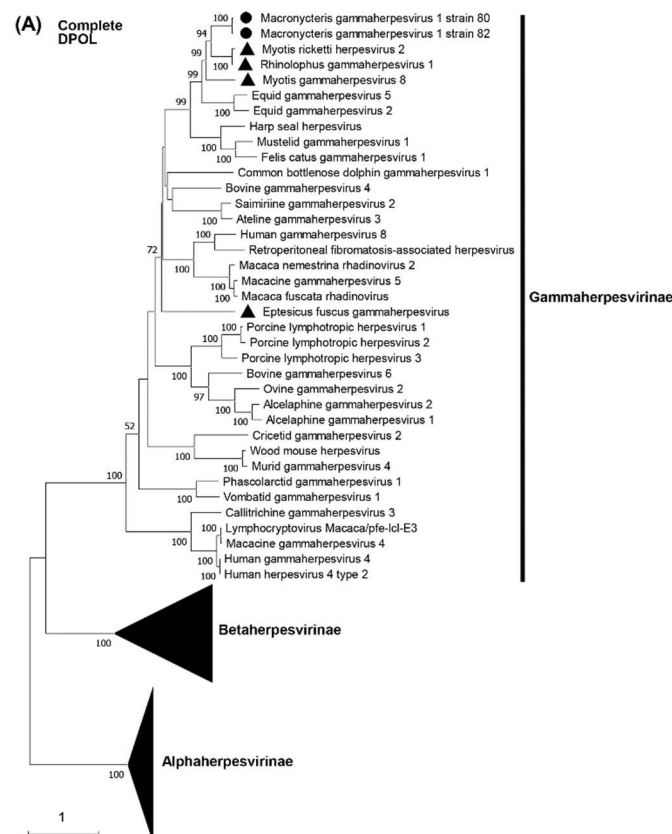 (A) Complete
DPOL
100 Macronycteris gammaherpesvirus 1 strain 80
94 Macronycteris gammaherpesvirus 1 strain 82
99 Myotis ricketti herpesvirus 2
100 Rhinolophus gammaherpesvirus 1
99 Myotis gammaherpesvirus 8
99 Equid gammaherpesvirus 5
100 Equid gammaherpesvirus 2
Harp seal herpesvirus
Mustelid gammaherpesvirus 1
100 100 Felis catus gammaherpesvirus 1
Common bottlenose dolphin gammaherpesvirus 1
Bovine gammaherpesvirus 4
Saimiriine gammaherpesvirus 2
100 Ateline gammaherpesvirus 3
Human gammaherpesvirus 8
72 100 Retroperitoneal fibromatosis-associated herpesvirus
100 Macaca nemestrina rhadinovirus 2
Macacine gammaherpesvirus 5
100 100 Macaca fuscata rhadinovirus
Gammaherpesvirinae
Eptesicus fuscus gammaherpesvirus
100 Porcine lymphotropic herpesvirus 1
Porcine lymphotropic herpesvirus 2
100 Porcine lymphotropic herpesvirus 3
100 Bovine gammaherpesvirus 6
97 Ovine gammaherpesvirus 2
Alcelaphine gammaherpesvirus 2
100 100 Alcelaphine gammaherpesvirus 1
52 Cricetid gammaherpesvirus 2
Wood mouse herpesvirus
100 100 Murid gammaherpesvirus 4
100 Phascolarctid gammaherpesvirus 1
100 Vombatid gammaherpesvirus 1
Callitrichine gammaherpesvirus 3
100 Lymphocryptovirus Macaca/pfe-lcl-E3
100 Macacine gammaherpesvirus 4
100 Human gammaherpesvirus 4
100 Human herpesvirus 4 type 2
Betaherpesvirinae
100
Alphaherpesvirinae
100
1